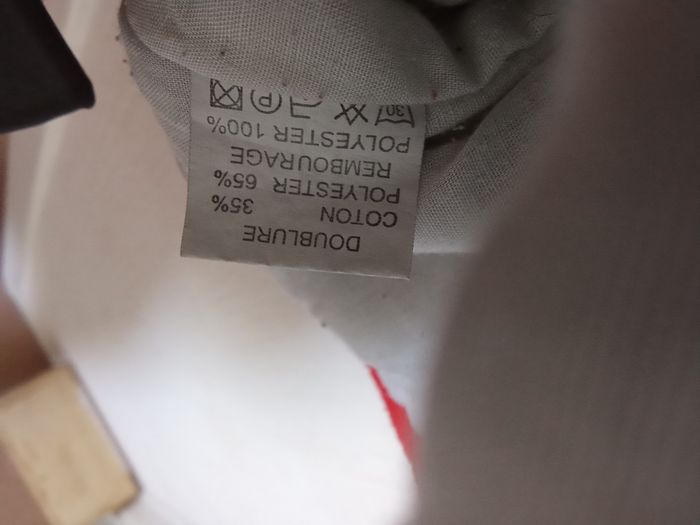 DOUBLURE
COTON 35%
POLYESTER 65%
REMBOURAGE
POLYESTER 100%
30 P